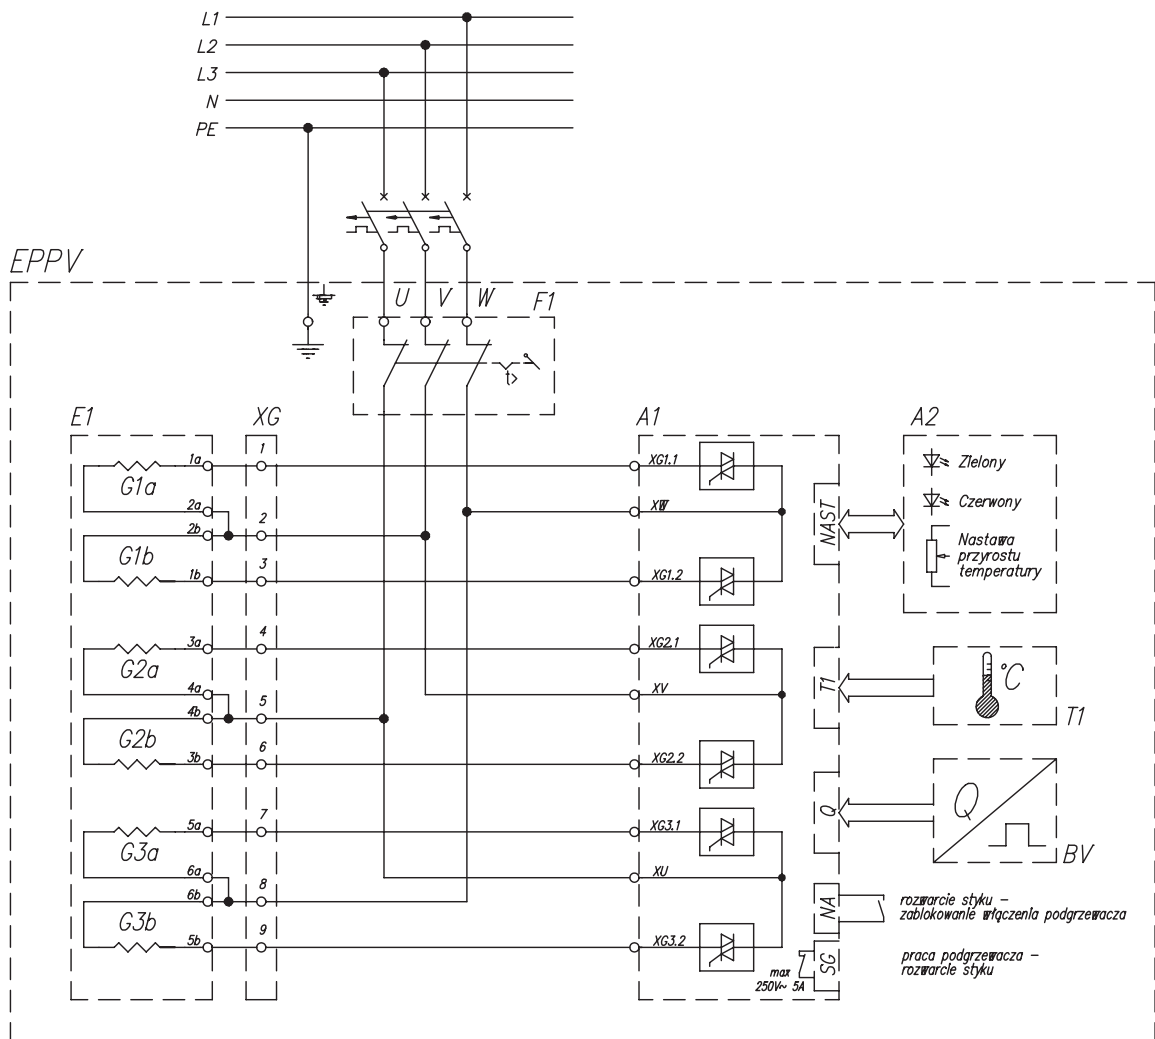 L1
L2
L3
N
PE
EPPV
U V W F1
t>
E1 XG A1 A2
1a 1 XG1.1
G1a
2a XW
2b 2
G1b
1b 3 XG1.2
NAST
Zielony
Czerwony
Nastawa
przyrostu
temperatury
3a 4 XG2.1
G2a
4a XV
4b 5
G2b
3b 6 XG2.2
T1
°C
T1
5a 7 XG3.1
G3a
6a XU
6b 8
G3b
5b 9 XG3.2
Q
Q
BV
NA
rozwarcie styku –
zablokowanie włączenia podgrzewacza
SG
max
250V~ 5A
praca podgrzewacza –
rozwarcie styku